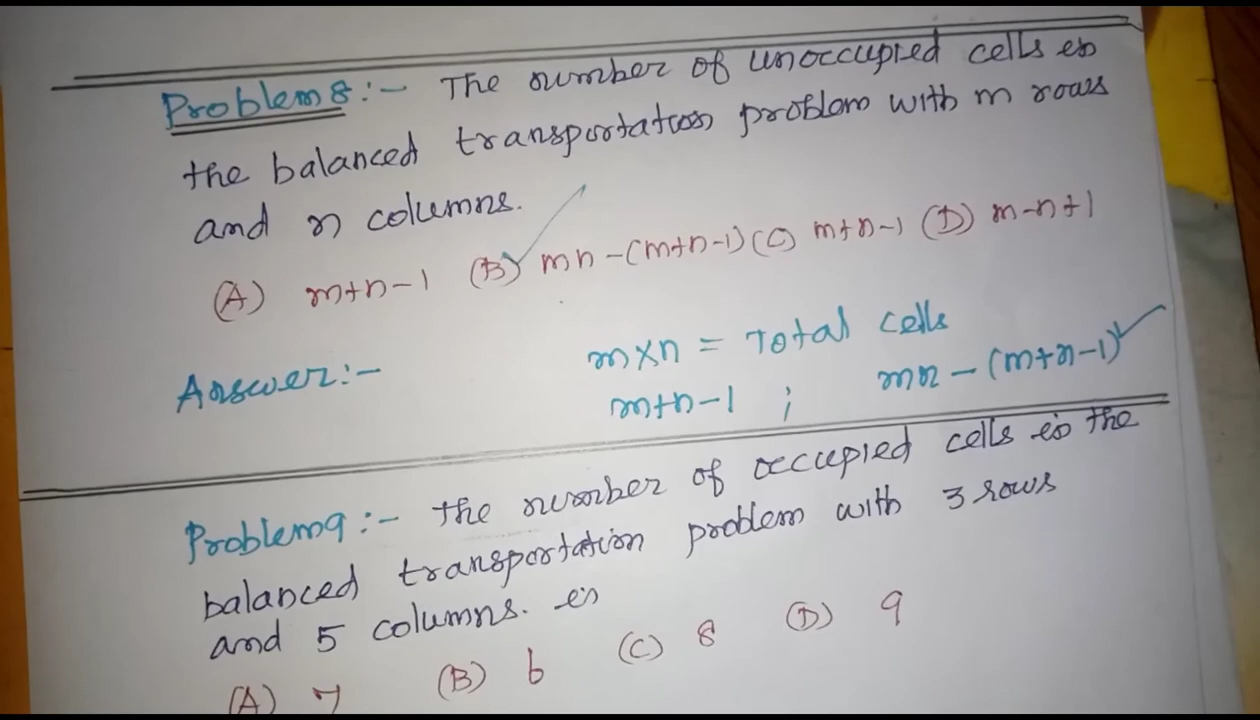 Problem 8:- The number of unoccupied cells in
the balanced transportation problem with m rows
and n columns.
(A) m+n-1 (B) mn-(m+n-1) (C) m+n-1 (D) m-n+1
Answer:- m×n = Total cells
m+n-1 ; mn-(m+n-1)
Problem 9:- The number of occupied cells in the
balanced transportation problem with 3 rows
and 5 columns. is
(A) 7 (B) 6 (C) 8 (D) 9